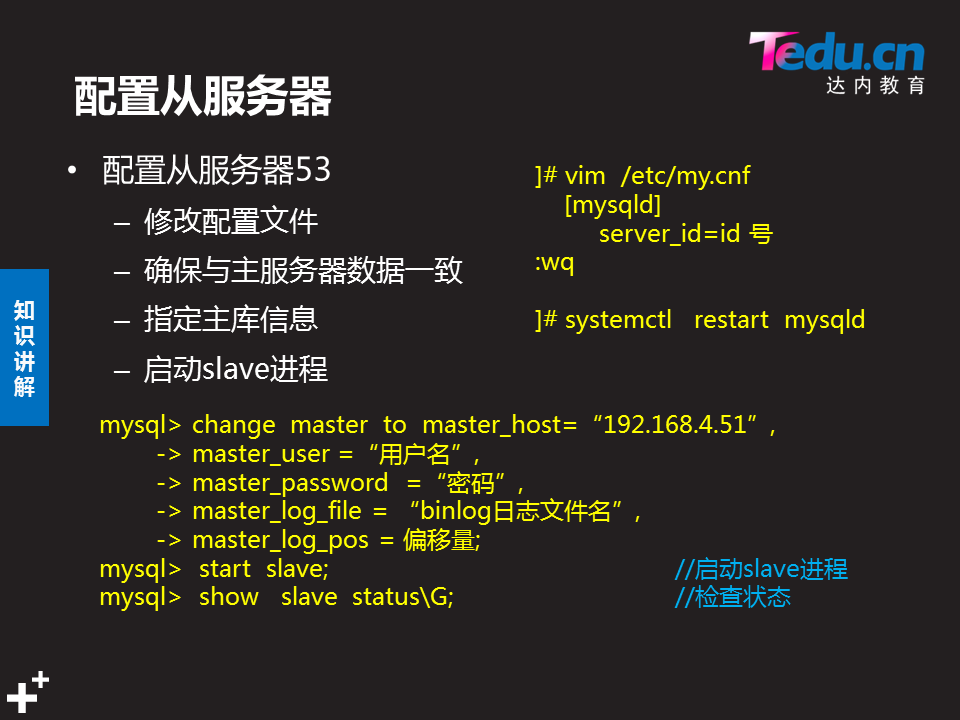 Tedu.cn
达内教育
配置从服务器
• 配置从服务器53
– 修改配置文件
– 确保与主服务器数据一致
– 指定主库信息
– 启动slave进程
]# vim /etc/my.cnf
[mysqld]
server_id=id 号
:wq
]# systemctl restart mysqld
知识讲解
mysql> change master to master_host=“192.168.4.51”,
-> master_user =“用户名”,
-> master_password =“密码”,
-> master_log_file = “binlog日志文件名”,
-> master_log_pos = 偏移量;
mysql> start slave; //启动slave进程
mysql> show slave status\G; //检查状态